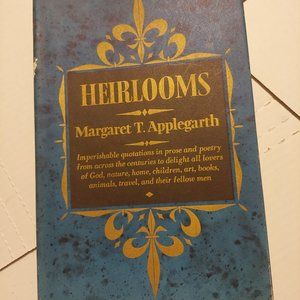 HEIRLOOMS
Margaret T. Applegarth
Imperishable quotations in prose and poetry
from across the centuries to delight all lovers
of God, nature, home, children, art, books,
animals, travel, and their fellow men